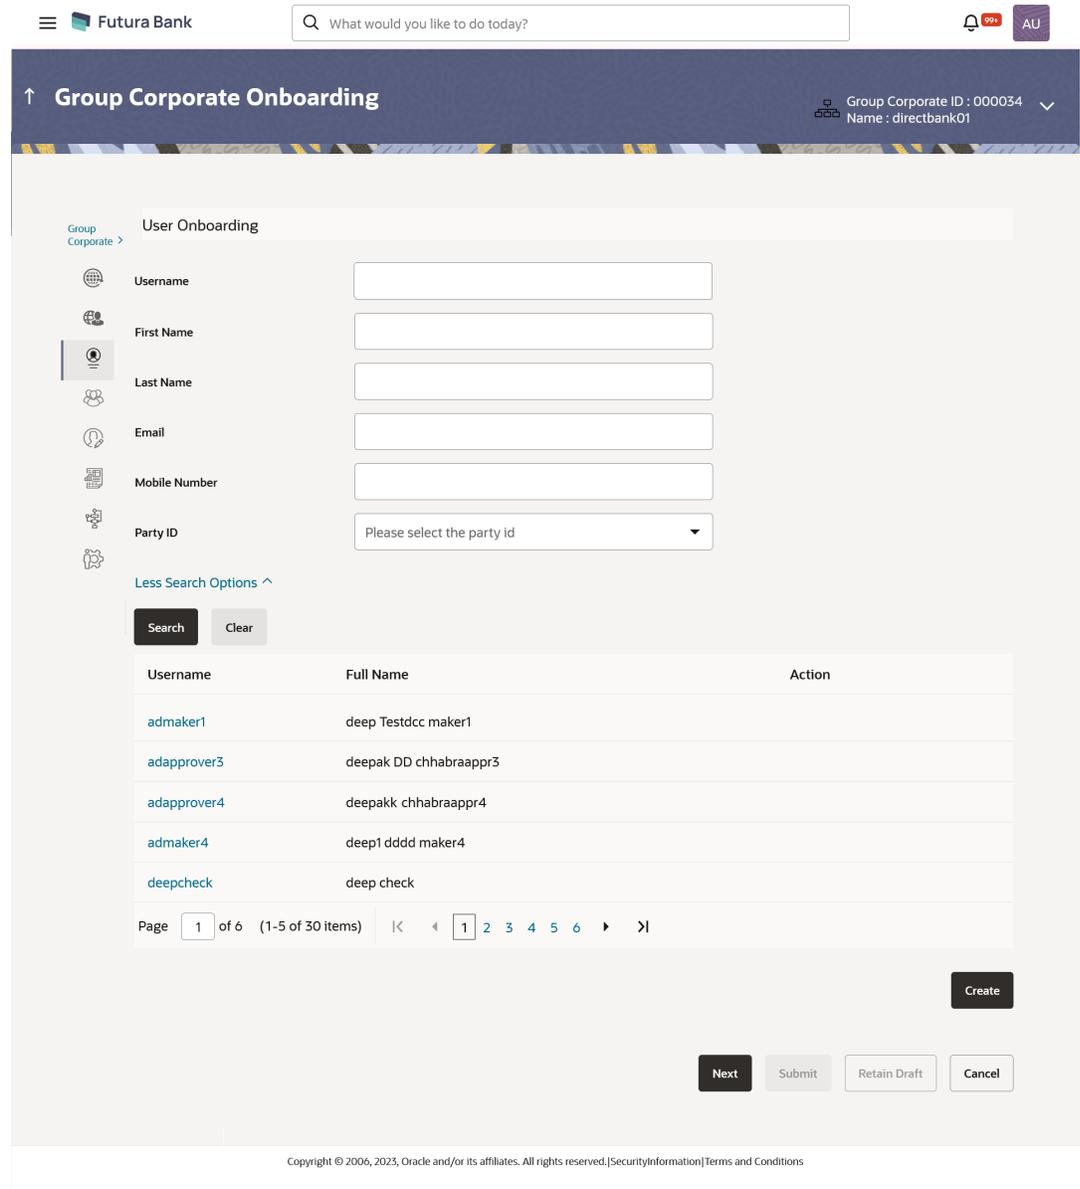 Futura Bank
What would you like to do today?
99+
AU
↑ Group Corporate Onboarding
Group Corporate ID : 000034
Name : directbank01
Group
Corporate >
User Onboarding
Username
First Name
Last Name
Email
Mobile Number
Party ID
Please select the party id
Less Search Options
Search
Clear
Username Full Name Action
admaker1 deep Testdcc maker1
adapprover3 deepak DD chhabraappr3
adapprover4 deepakk chhabraappr4
admaker4 deep1 dddd maker4
deepcheck deep check
Page 1 of 6 (1-5 of 30 items) 1 2 3 4 5 6
Create
Next Submit Retain Draft Cancel
Copyright © 2006, 2023, Oracle and/or its affiliates. All rights reserved.|SecurityInformation|Terms and Conditions